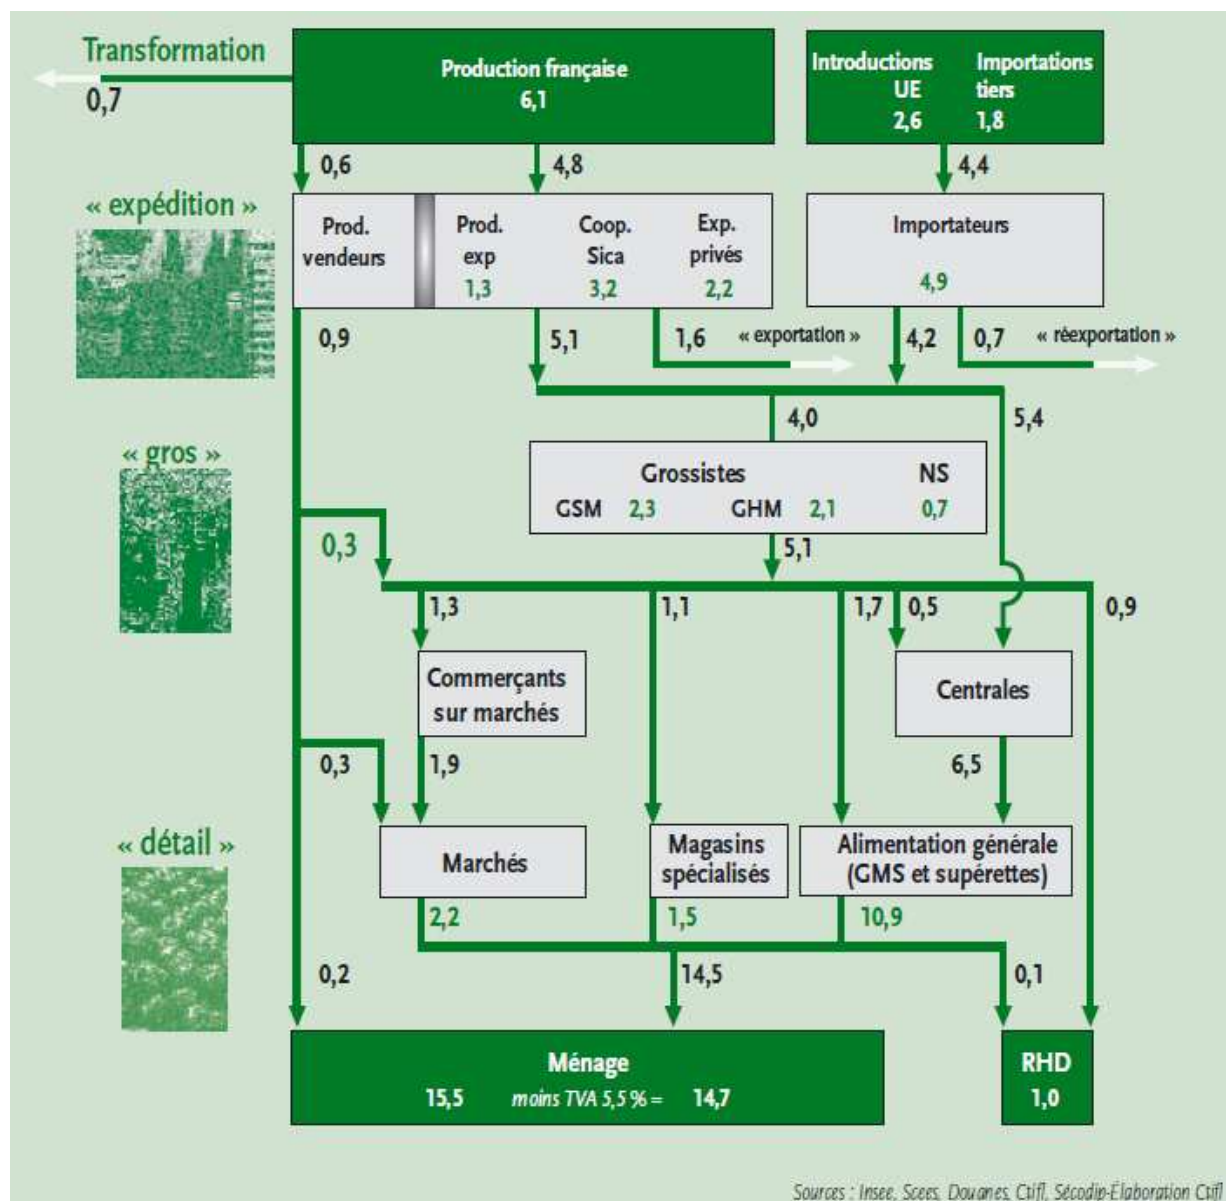 Transformation
0,7
Production française
6,1
Introductions
UE
2,6
Importations
tiers
1,8
0,6
4,8
4,4
« expédition »
Prod.
vendeurs
Prod.
exp
1,3
Coop.
Sica
3,2
Exp.
privés
2,2
Importateurs
4,9
0,9
5,1
1,6
« exportation »
4,2
0,7
« réexportation »
4,0
5,4
« gros »
Grossistes
NS
GSM 2,3 GHM 2,1 0,7
0,3
5,1
1,3
1,1
1,7
0,5
0,9
Commerçants
sur marchés
Centrales
0,3
1,9
6,5
« détail »
Marchés
Magasins
spécialisés
Alimentation générale
(GMS et supérettes)
2,2
1,5
10,9
0,2
14,5
0,1
Ménage
15,5 moins TVA 5,5 % = 14,7
RHD
1,0
Sources : Insee, Scees, Douanes, Ctifl, Sécodip-Élaboration Ctifl